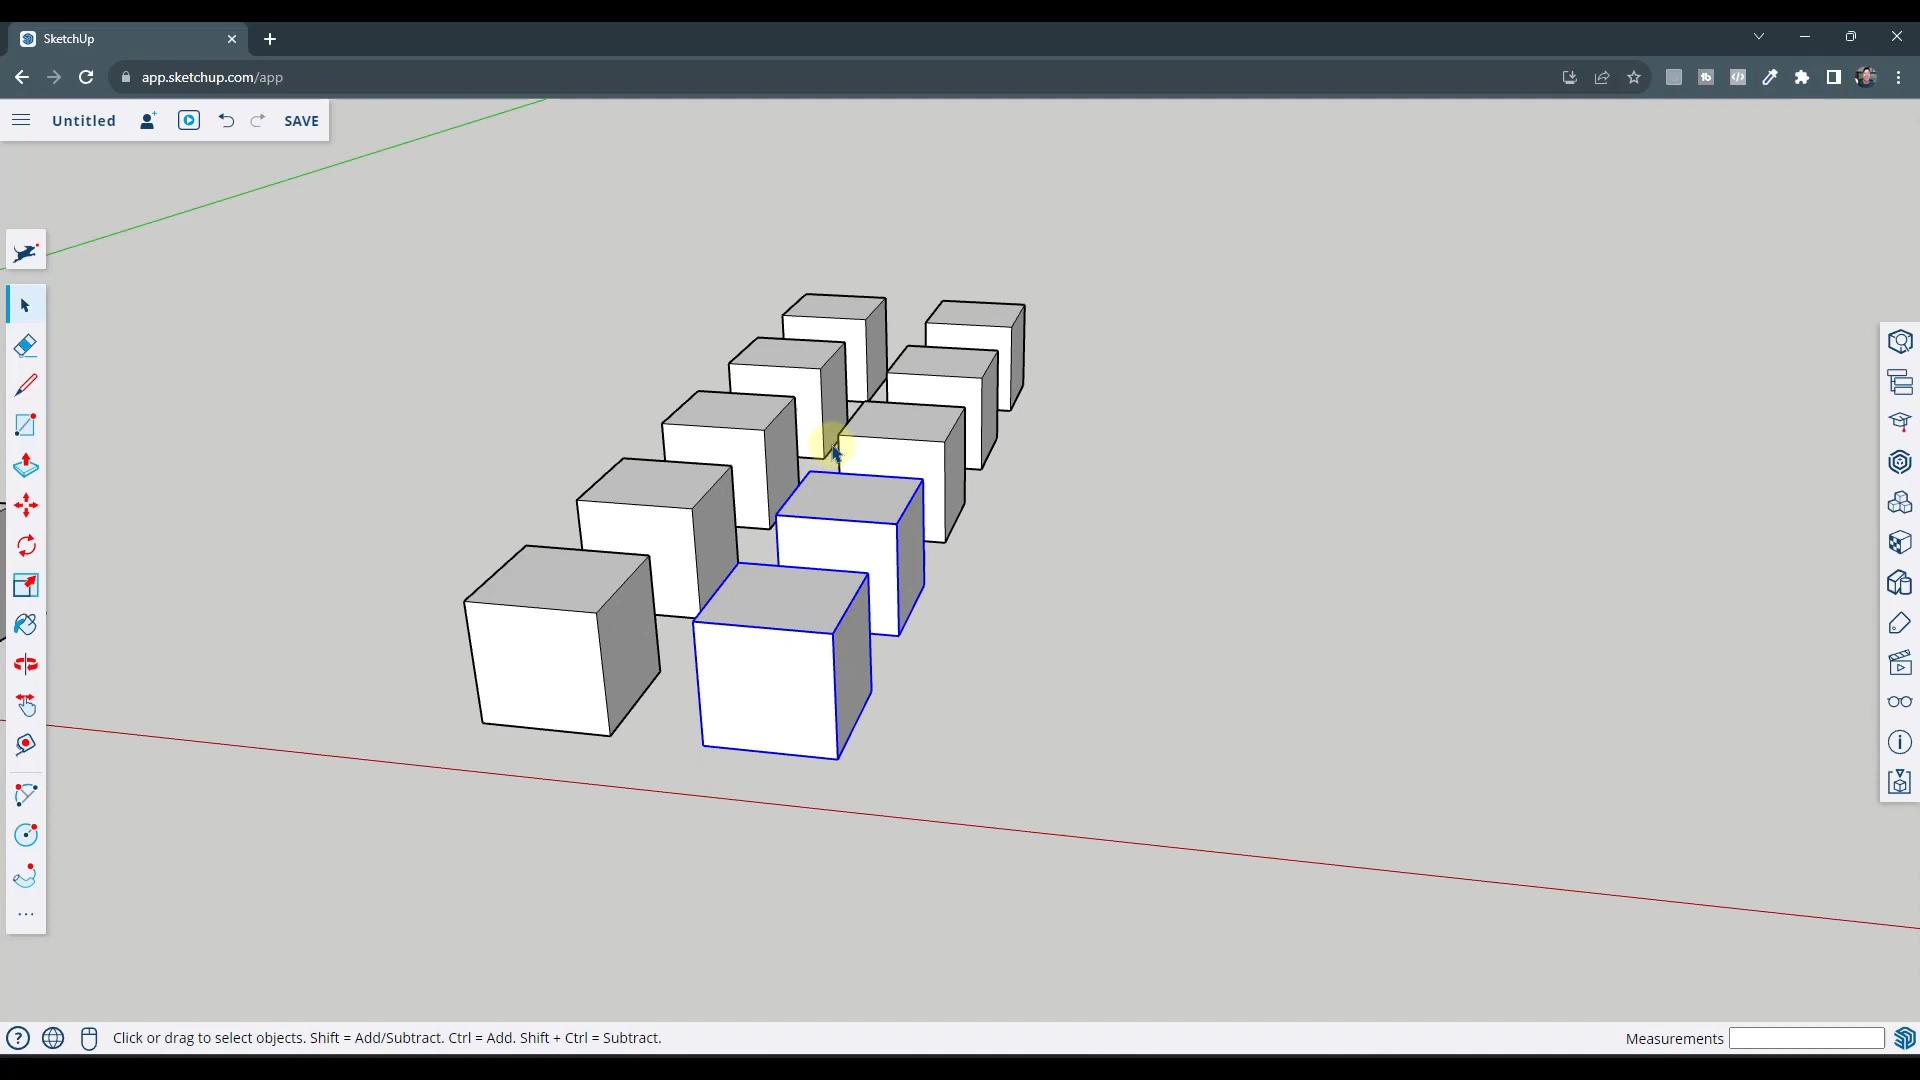 SketchUp
app.sketchup.com/app
Untitled
SAVE
Click or drag to select objects. Shift = Add/Subtract. Ctrl = Add. Shift + Ctrl = Subtract.
Measurements